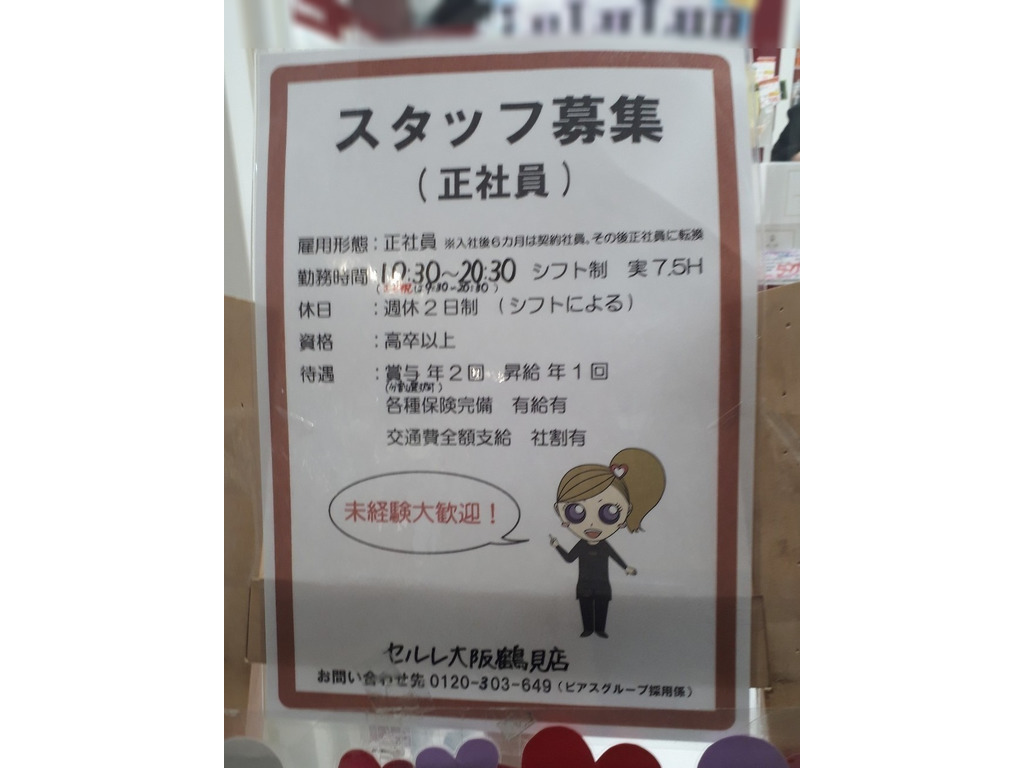 スタッフ募集
(正社員)
雇用形態：正社員 ※入社後6カ月は契約社員。その後正社員に転換
勤務時間：10:30～20:30 シフト制 実7.5H
休日：週休2日制 (シフトによる)
資格：高卒以上
待遇：賞与 年2回 昇給 年1回
各種保険完備 有給有
交通費全額支給 社割有
未経験大歓迎！
セルレ大阪鶴見店
お問い合わせ先 0120-303-649 (ピアスグループ採用係)